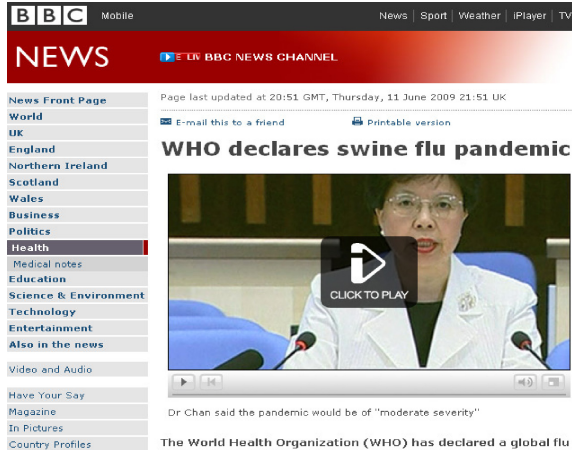 BBC Mobile News | Sport | Weather | iPlayer | TV
NEWS
LIVE BBC NEWS CHANNEL
Page last updated at 20:51 GMT, Thursday, 11 June 2009 21:51 UK
E-mail this to a friend Printable version
WHO declares swine flu pandemic
CLICK TO PLAY
Dr Chan said the pandemic would be of "moderate severity"
The World Health Organization (WHO) has declared a global flu
News Front Page
World
UK
England
Northern Ireland
Scotland
Wales
Business
Politics
Health
Medical notes
Education
Science & Environment
Technology
Entertainment
Also in the news
Video and Audio
Have Your Say
Magazine
In Pictures
Country Profiles